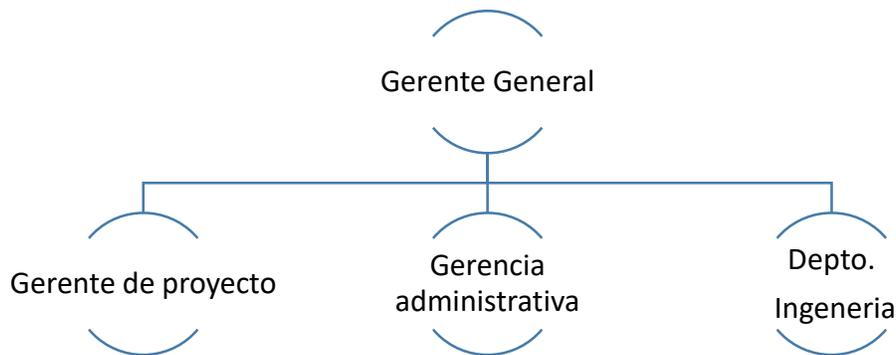 Gerente General
Gerente de proyecto
Gerencia
administrativa
Depto.
Ingeneria